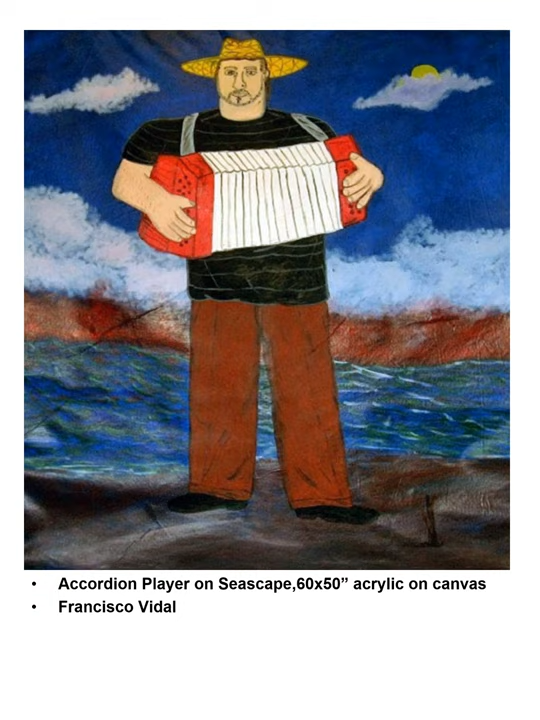 • Accordion Player on Seascape,60x50” acrylic on canvas
• Francisco Vidal